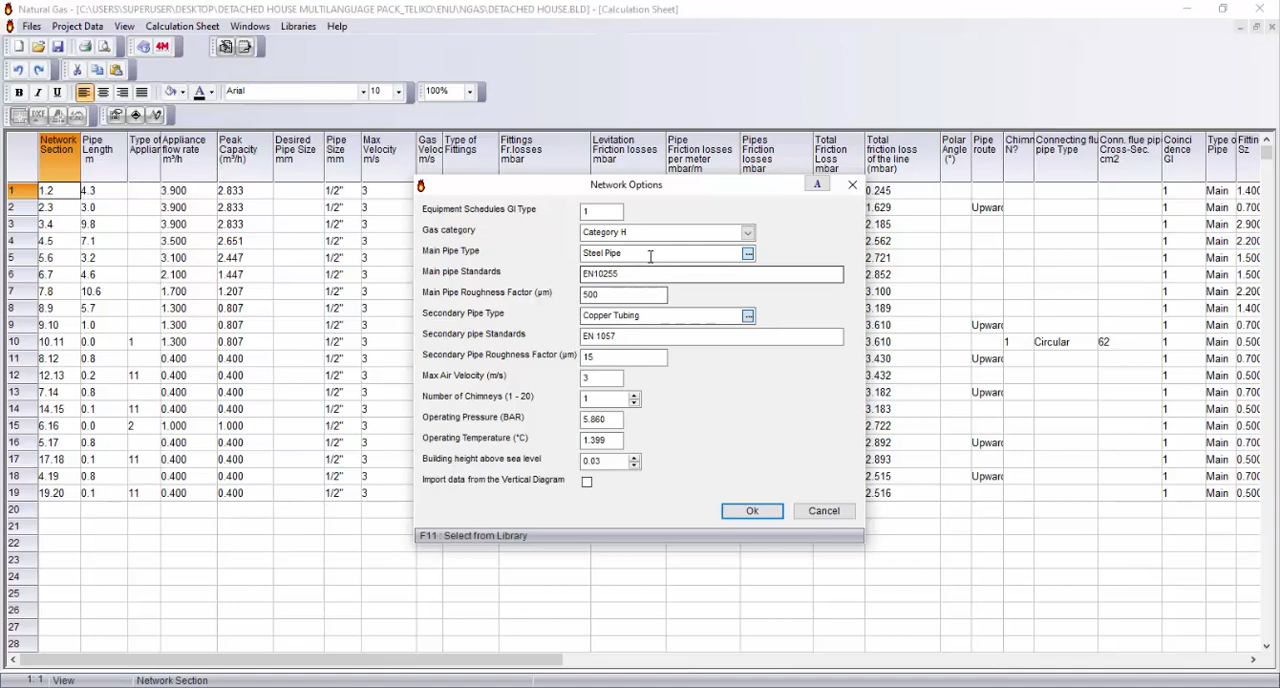 Natural Gas - [C:\USERS\SUPERUSER\DESKTOP\DETACHED HOUSE MULTILANGUAGE PACK_TELIKO\ENU\NGAS\DETACHED HOUSE.BLD] - [Calculation Sheet]
Files Project Data View Calculation Sheet Windows Libraries Help
4M
B I U A Arial 10 100%
Network Section
Pipe Length m
Type of Applian
Appliance flow rate m³/h
Peak Capacity (m³/h)
Desired Pipe Size mm
Pipe Size mm
Max Velocity m/s
Gas Veloc m/s
Type of Fittings
Fittings Fr.losses mbar
Levitation Friction losses mbar
Pipe Friction losses per meter mbar/m
Pipes Friction losses mbar
Total Friction Loss mbar
Total friction loss of the line (mbar)
Polar Angle (°)
Pipe route
Chimn N?
Connecting flu pipe Type
Conn. flue pip Cross-Sec. cm2
Coinci dence GI
Type o Pipe
Fittin Sz
1 1.2 4.3 3.900 2.833 1/2" 3 0.245 1 Main 1.400
2 2.3 3.0 3.900 2.833 1/2" 3 1.629 Upward 1 Main 0.700
3 3.4 9.8 3.900 2.833 1/2" 3 2.185 1 Main 2.900
4 4.5 7.1 3.500 2.651 1/2" 3 2.562 1 Main 2.200
5 5.6 3.2 3.100 2.447 1/2" 3 2.721 1 Main 1.500
6 6.7 4.6 2.100 1.447 1/2" 3 2.852 1 Main 1.500
7 7.8 10.6 1.700 1.207 1/2" 3 3.100 1 Main 2.200
8 8.9 5.7 1.300 0.807 1/2" 3 3.189 1 Main 1.400
9 9.10 1.0 1.300 0.807 1/2" 3 3.610 Upward 1 Main 0.700
10 10.11 0.0 1 1.300 0.807 1/2" 3 3.610 1 Circular 62 1 Main 0.500
11 8.12 0.8 0.400 0.400 1/2" 3 3.430 Upward 1 Main 0.700
12 12.13 0.2 11 0.400 0.400 1/2" 3 3.432 1 Main 0.500
13 7.14 0.8 0.400 0.400 1/2" 3 3.182 Upward 1 Main 0.700
14 14.15 0.1 11 0.400 0.400 1/2" 3 3.183 1 Main 0.500
15 6.16 0.0 2 1.000 1.000 1/2" 3 2.722 1 Main 0.500
16 5.17 0.8 0.400 0.400 1/2" 3 2.892 Upward 1 Main 0.700
17 17.18 0.1 11 0.400 0.400 1/2" 3 2.893 1 Main 0.500
18 4.19 0.8 0.400 0.400 1/2" 3 2.515 Upward 1 Main 0.700
19 19.20 0.1 11 0.400 0.400 1/2" 3 2.516 1 Main 0.500
20
21
22
23
24
25
26
27
28
Network Options A
Equipment Schedules GI Type 1
Gas category Category H
Main Pipe Type Steel Pipe ...
Main pipe Standards EN10255
Main Pipe Roughness Factor (μm) 500
Secondary Pipe Type Copper Tubing ...
Secondary pipe Standards EN 1057
Secondary Pipe Roughness Factor (μm) 15
Max Air Velocity (m/s) 3
Number of Chimneys (1 - 20) 1
Operating Pressure (BAR) 5.860
Operating Temperature (°C) 1.399
Building height above sea level 0.03
Import data from the Vertical Diagram
Ok Cancel
F11 : Select from Library
1: 1 View Network Section